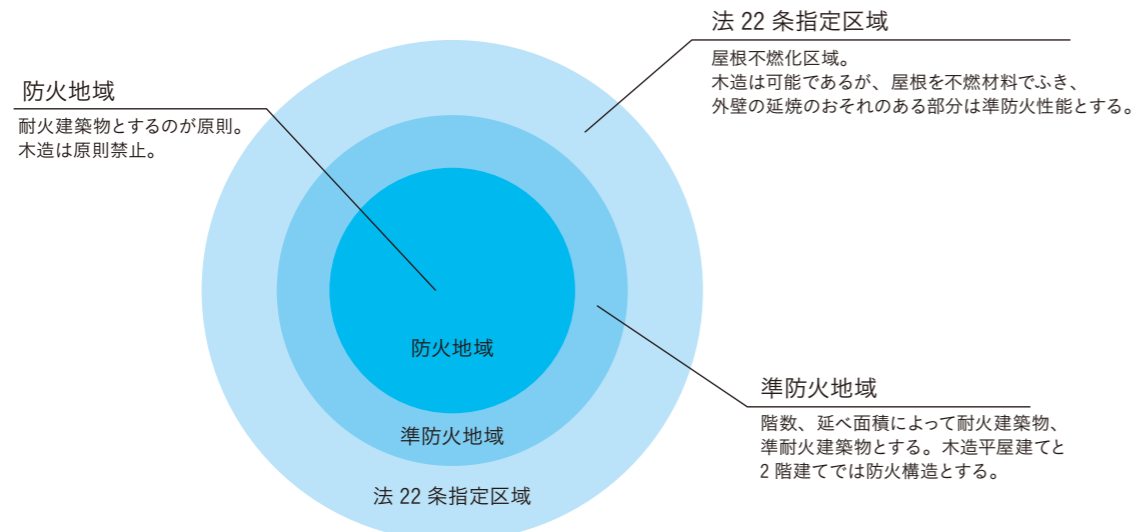 法 22 条指定区域
屋根不燃化区域。
木造は可能であるが、屋根を不燃材料でふき、
外壁の延焼のおそれのある部分は準防火性能とする。
防火地域
耐火建築物とするのが原則。
木造は原則禁止。
防火地域
準防火地域
階数、延べ面積によって耐火建築物、
準耐火建築物とする。木造平屋建てと
2 階建てでは防火構造とする。
準防火地域
法 22 条指定区域